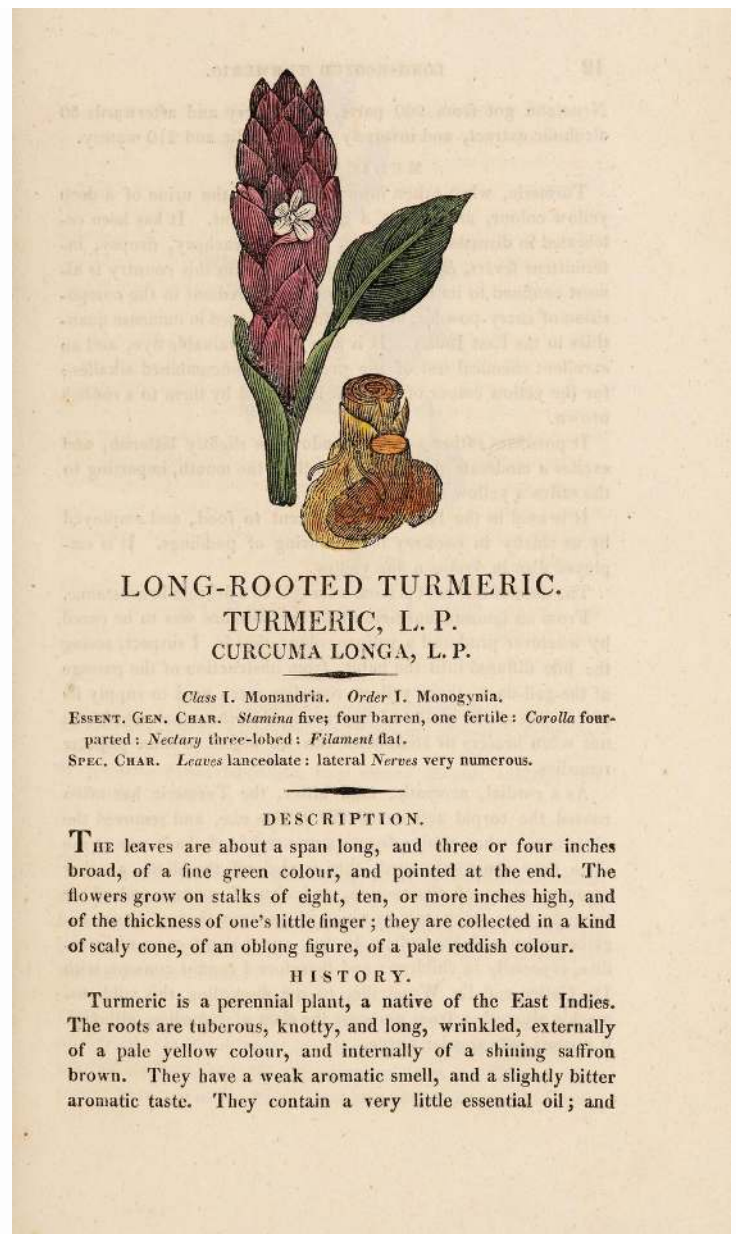 LONG-ROOTED TURMERIC.
TURMERIC, L. P.
CURCUMA LONGA, L. P.
Class I. Monandria. Order I. Monogynia.
ESSENT. GEN. CHAR. Stamina five; four barren, one fertile: Corolla four-
parted: Nectary three-lobed: Filament flat.
SPEC. CHAR. Leaves lanceolate: lateral Nerves very numerous.
DESCRIPTION.
THE leaves are about a span long, and three or four inches
broad, of a fine green colour, and pointed at the end. The
flowers grow on stalks of eight, ten, or more inches high, and
of the thickness of one's little finger; they are collected in a kind
of scaly cone, of an oblong figure, of a pale reddish colour.
HISTORY.
Turmeric is a perennial plant, a native of the East Indies.
The roots are tuberous, knotty, and long, wrinkled, externally
of a pale yellow colour, and internally of a shining saffron
brown. They have a weak aromatic smell, and a slightly bitter
aromatic taste. They contain a very little essential oil; and